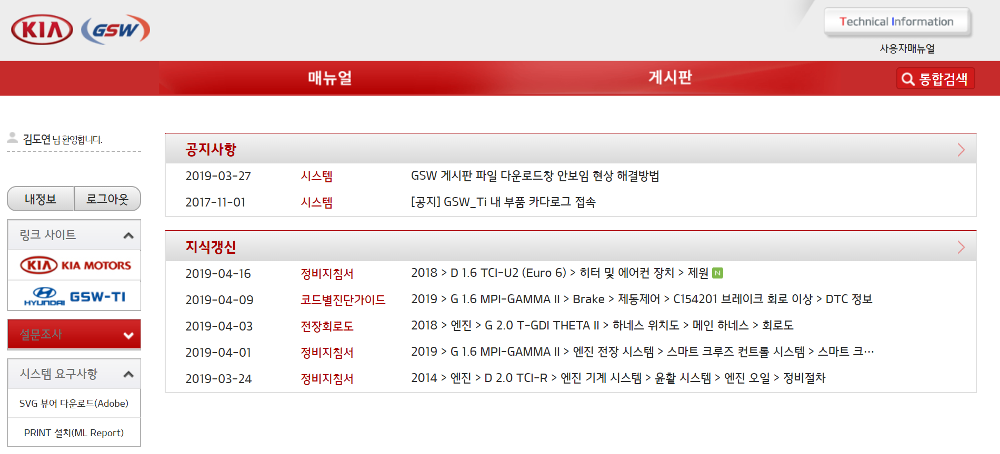 KIA GSW
Technical Information
사용자매뉴얼
매뉴얼 게시판 통합검색
김도연 님 환영합니다.
내정보 로그아웃
링크 사이트
KIA KIA MOTORS
HYUNDAI GSW-TI
설문조사
시스템 요구사항
SVG 뷰어 다운로드(Adobe)
PRINT 설치(ML Report)
공지사항
2019-03-27 시스템 GSW 게시판 파일 다운로드창 안보임 현상 해결방법
2017-11-01 시스템 [공지] GSW_Ti 내 부품 카다로그 접속
지식갱신
2019-04-16 정비지침서 2018 > D 1.6 TCI-U2 (Euro 6) > 히터 및 에어컨 장치 > 제원 N
2019-04-09 코드별진단가이드 2019 > G 1.6 MPI-GAMMA II > Brake > 제동제어 > C154201 브레이크 회로 이상 > DTC 정보
2019-04-03 전장회로도 2018 > 엔진 > G 2.0 T-GDI THETA II > 하네스 위치도 > 메인 하네스 > 회로도
2019-04-01 정비지침서 2019 > G 1.6 MPI-GAMMA II > 엔진 전장 시스템 > 스마트 크루즈 컨트롤 시스템 > 스마트 크…
2019-03-24 정비지침서 2014 > 엔진 > D 2.0 TCI-R > 엔진 기계 시스템 > 윤활 시스템 > 엔진 오일 > 정비절차